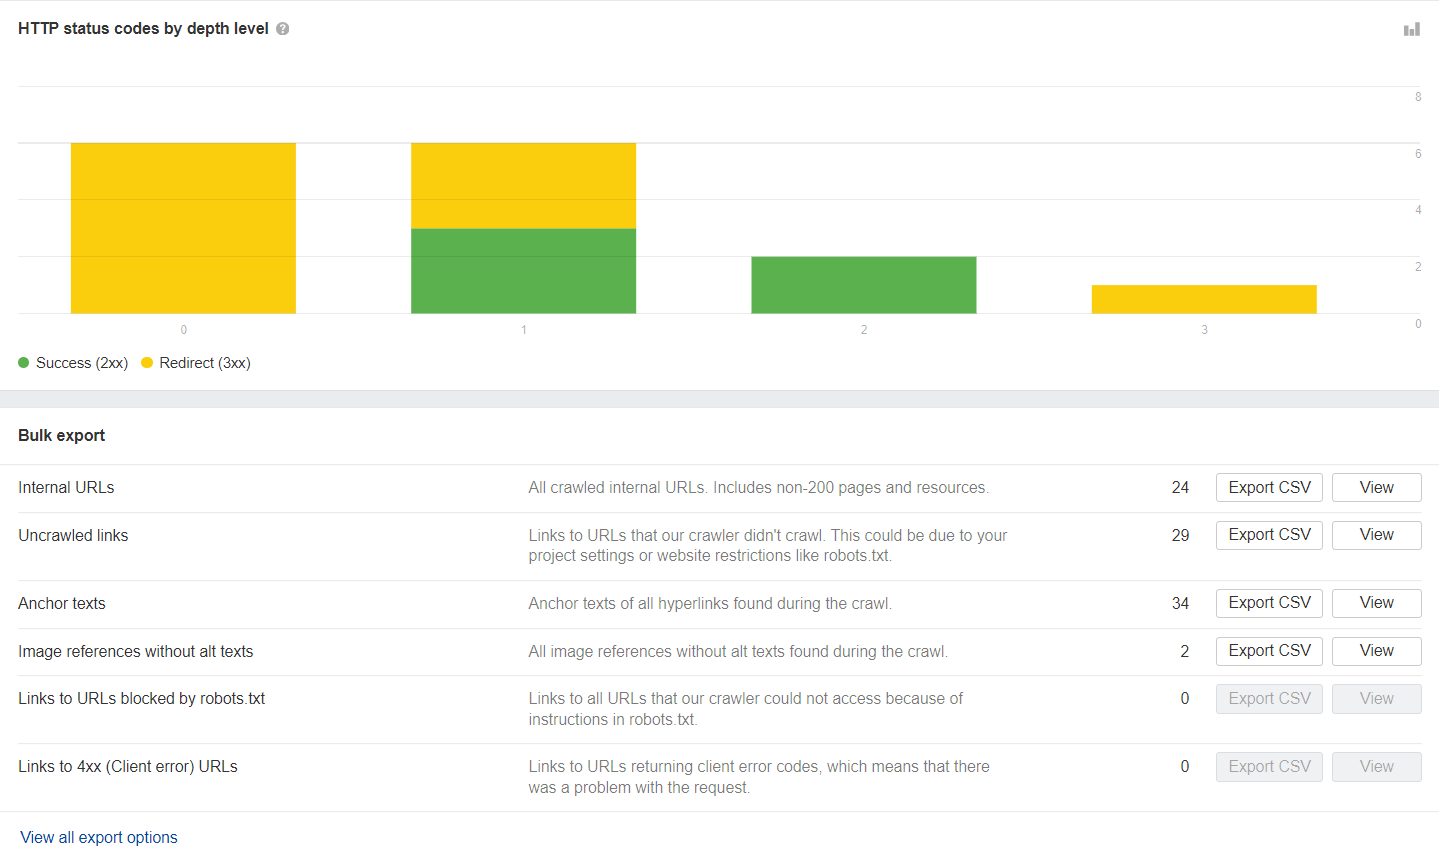 HTTP status codes by depth level ?
8
6
4
2
0
0 1 2 3
Success (2xx) Redirect (3xx)
Bulk export
Internal URLs All crawled internal URLs. Includes non-200 pages and resources. 24 Export CSV View
Uncrawled links Links to URLs that our crawler didn't crawl. This could be due to your 29 Export CSV View
project settings or website restrictions like robots.txt.
Anchor texts Anchor texts of all hyperlinks found during the crawl. 34 Export CSV View
Image references without alt texts All image references without alt texts found during the crawl. 2 Export CSV View
Links to URLs blocked by robots.txt Links to all URLs that our crawler could not access because of 0 Export CSV View
instructions in robots.txt.
Links to 4xx (Client error) URLs Links to URLs returning client error codes, which means that there 0 Export CSV View
was a problem with the request.
View all export options